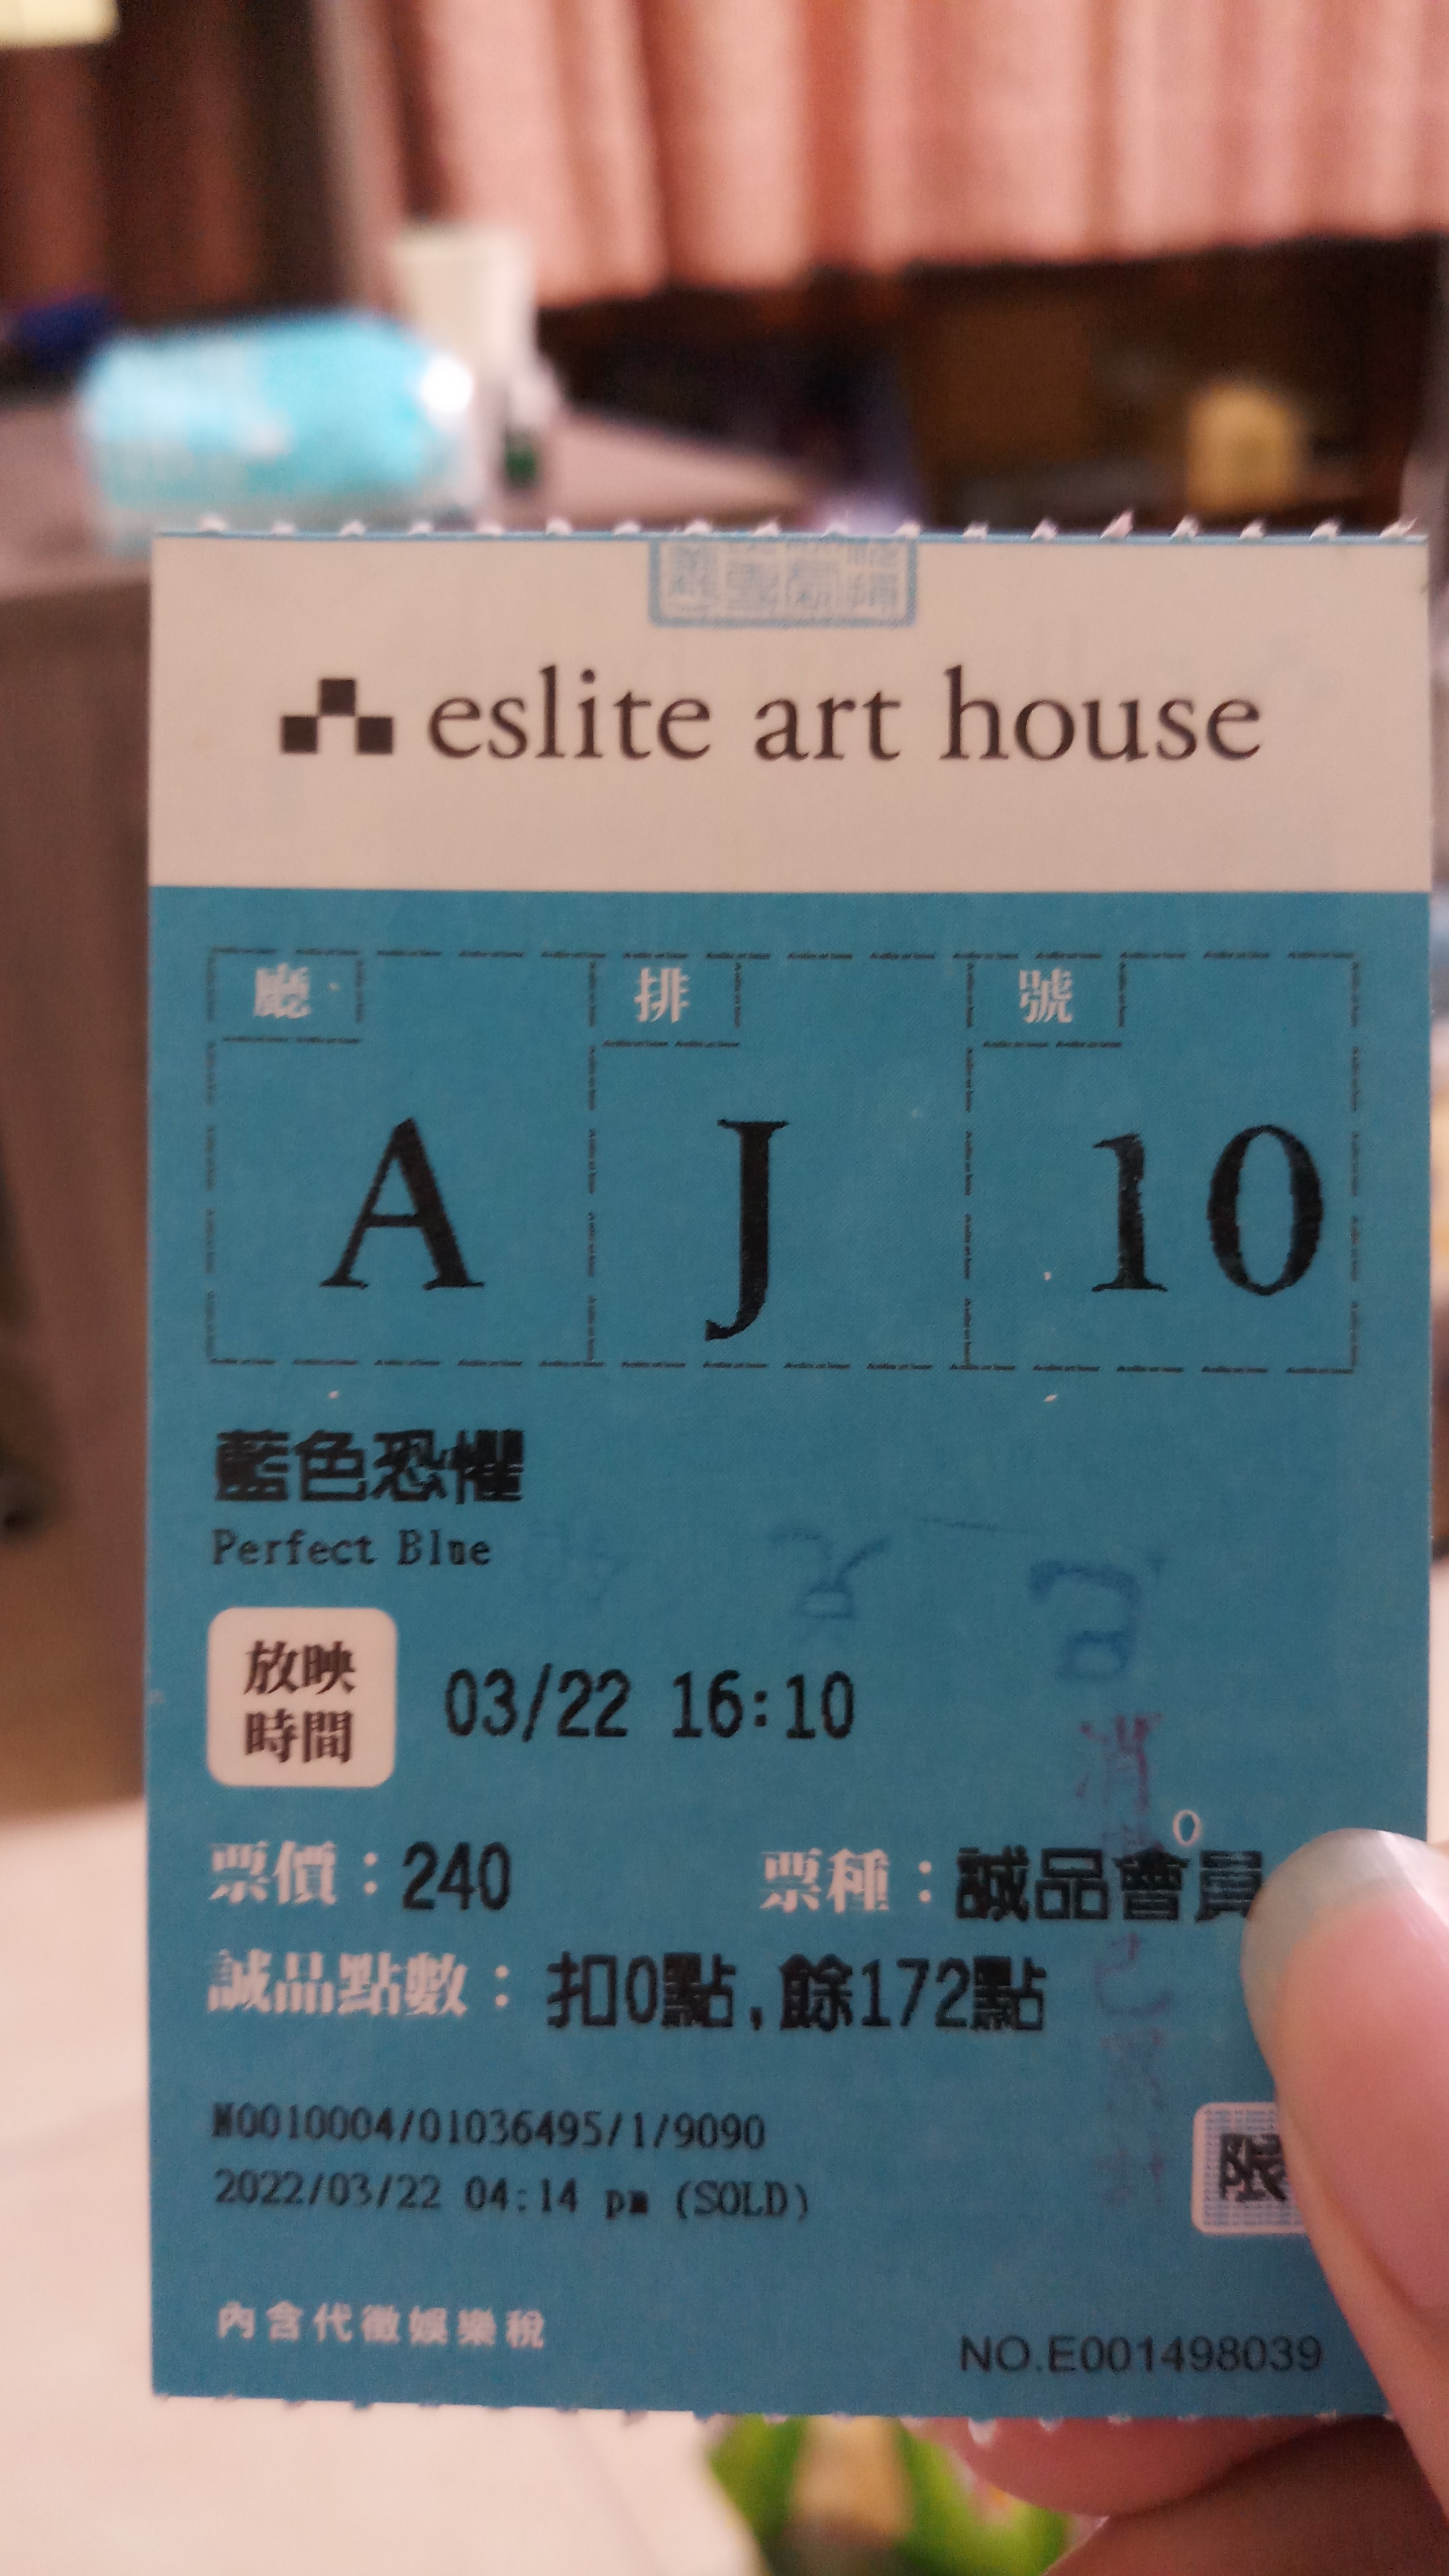 eslite art house
廳 排 號
A J 10
藍色恐懼
Perfect Blue
放映
時間
03/22 16:10
票價：240 票種：誠品會員
誠品點數：扣0點,餘172點
M0010004/01036495/1/9090
2022/03/22 04:14 pm (SOLD)
限
內含代徵娛樂稅
NO.E001498039